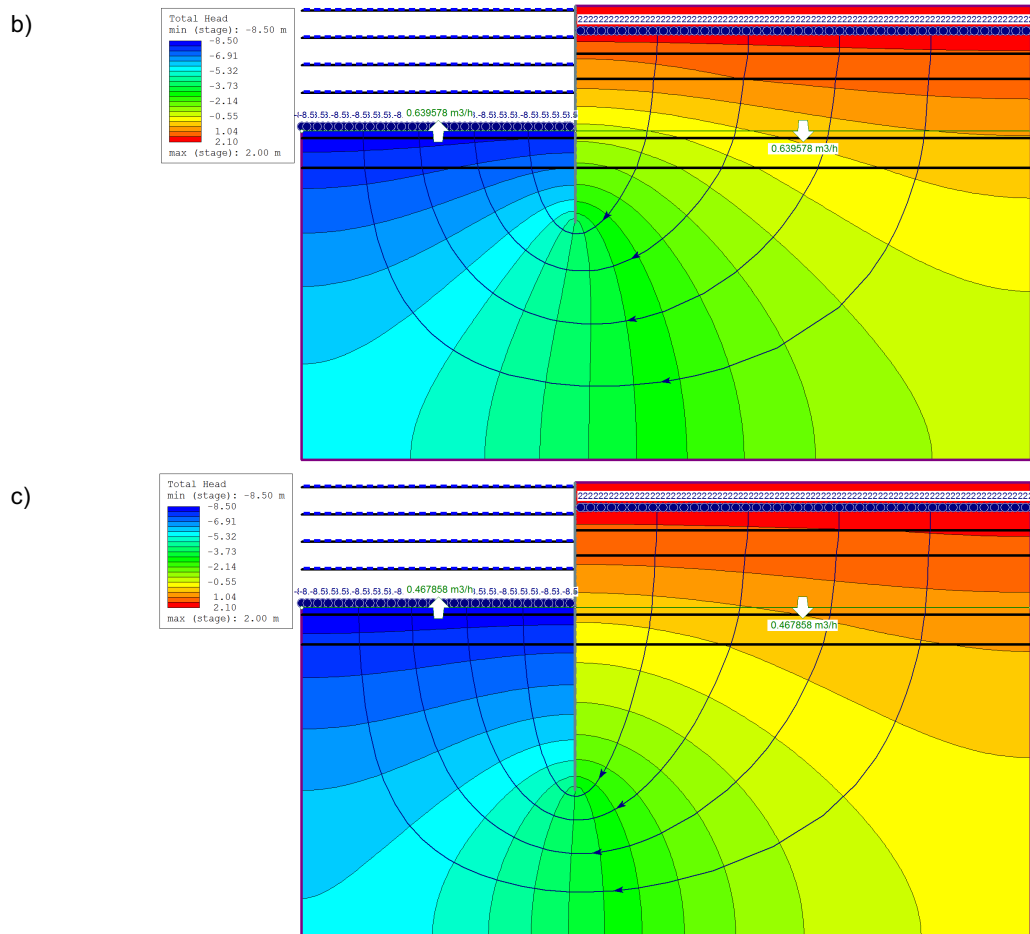 b)
Total Head
min (stage): -8.50 m
-8.50
-6.91
-5.32
-3.73
-2.14
-0.55
1.04
2.10
max (stage): 2.00 m
0.639578 m3/h
0.639578 m3/h
c)
Total Head
min (stage): -8.50 m
-8.50
-6.91
-5.32
-3.73
-2.14
-0.55
1.04
2.10
max (stage): 2.00 m
0.467858 m3/h
0.467858 m3/h